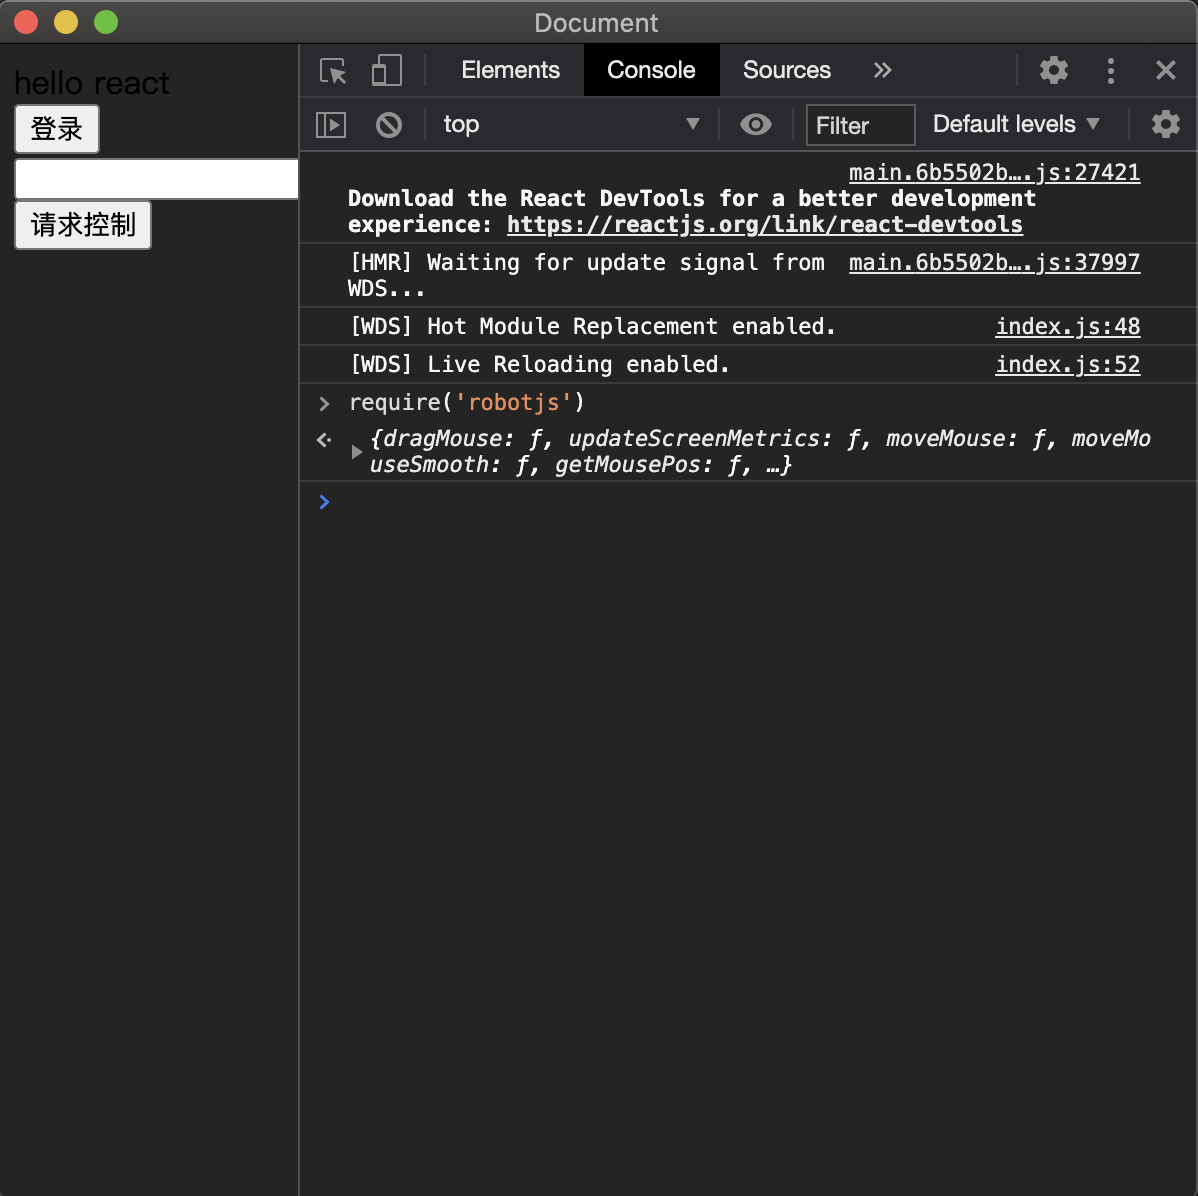 Document
hello react
登录
请求控制
Elements
Console
Sources
top
Filter
Default levels
main.6b5502b….js:27421
Download the React DevTools for a better development
experience: https://reactjs.org/link/react-devtools
[HMR] Waiting for update signal from main.6b5502b….js:37997
WDS...
[WDS] Hot Module Replacement enabled. index.js:48
[WDS] Live Reloading enabled. index.js:52
> require('robotjs')
{dragMouse: ƒ, updateScreenMetrics: ƒ, moveMouse: ƒ, moveMo
useSmooth: ƒ, getMousePos: ƒ, …}